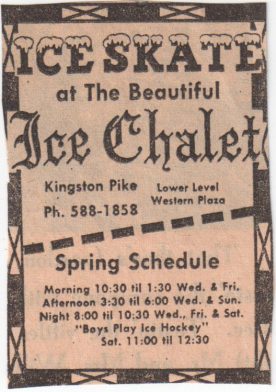 ICE SKATE
at The Beautiful
Ice Chalet
Kingston Pike
Lower Level
Western Plaza
Ph. 588-1858
Spring Schedule
Morning 10:30 til 1:30 Wed. & Fri.
Afternoon 3:30 til 6:00 Wed. & Sun.
Night 8:00 til 10:30 Wed., Fri. & Sat.
"Boys Play Ice Hockey"
Sat. 11:00 til 12:30